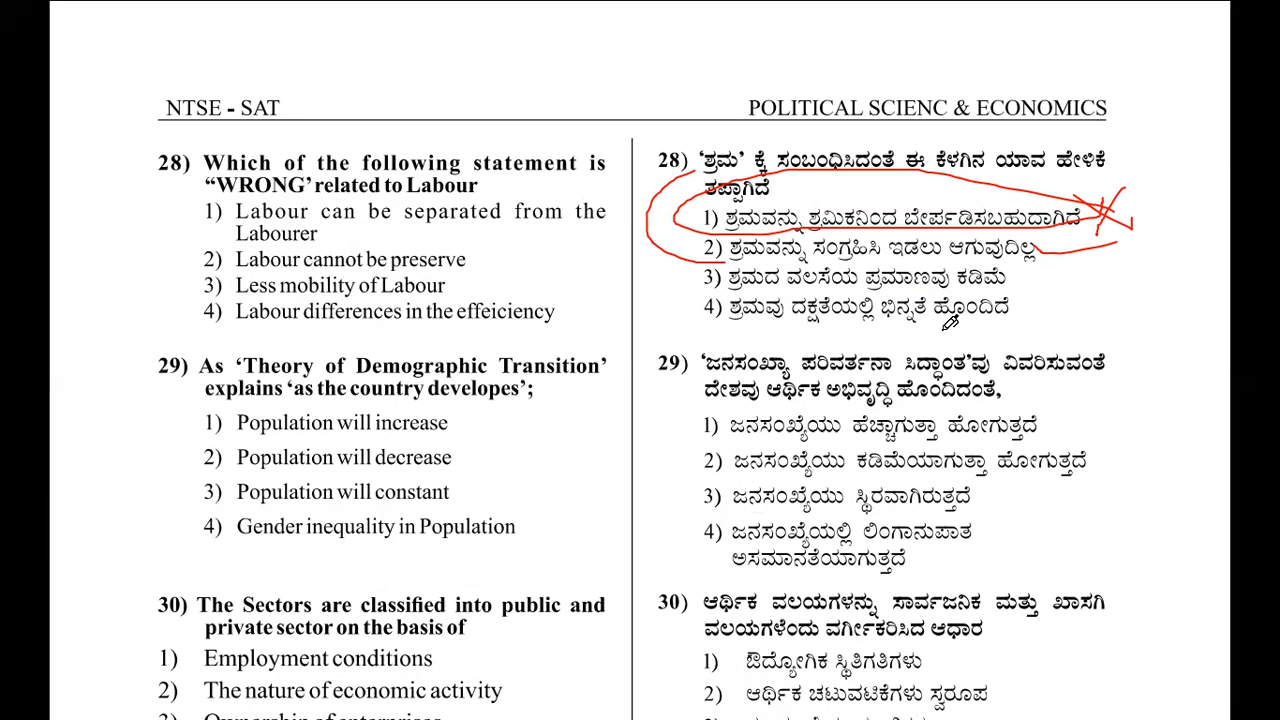 NTSE - SAT
POLITICAL SCIENC & ECONOMICS
28) Which of the following statement is
“WRONG’ related to Labour
1) Labour can be separated from the
Labourer
2) Labour cannot be preserve
3) Less mobility of Labour
4) Labour differences in the effeiciency
29) As ‘Theory of Demographic Transition’
explains ‘as the country developes’;
1) Population will increase
2) Population will decrease
3) Population will constant
4) Gender inequality in Population
30) The Sectors are classified into public and
private sector on the basis of
1) Employment conditions
2) The nature of economic activity
3) Ownership of enterprises
28) ‘ಶ್ರಮ’ ಕ್ಕೆ ಸಂಬಂಧಿಸಿದಂತೆ ಈ ಕೆಳಗಿನ ಯಾವ ಹೇಳಿಕೆ
ತಪ್ಪಾಗಿದೆ
1) ಶ್ರಮವನ್ನು ಶ್ರಮಿಕನಿಂದ ಬೇರ್ಪಡಿಸಬಹುದಾಗಿದೆ
2) ಶ್ರಮವನ್ನು ಸಂಗ್ರಹಿಸಿ ಇಡಲು ಆಗುವುದಿಲ್ಲ
3) ಶ್ರಮದ ವಲಸೆಯ ಪ್ರಮಾಣವು ಕಡಿಮೆ
4) ಶ್ರಮವು ದಕ್ಷತೆಯಲ್ಲಿ ಭಿನ್ನತೆ ಹೊಂದಿದೆ
29) ‘ಜನಸಂಖ್ಯಾ ಪರಿವರ್ತನಾ ಸಿದ್ಧಾಂತ’ವು ವಿವರಿಸುವಂತೆ
ದೇಶವು ಆರ್ಥಿಕ ಅಭಿವೃದ್ಧಿ ಹೊಂದಿದಂತೆ,
1) ಜನಸಂಖ್ಯೆಯು ಹೆಚ್ಚಾಗುತ್ತಾ ಹೋಗುತ್ತದೆ
2) ಜನಸಂಖ್ಯೆಯು ಕಡಿಮೆಯಾಗುತ್ತಾ ಹೋಗುತ್ತದೆ
3) ಜನಸಂಖ್ಯೆಯು ಸ್ಥಿರವಾಗಿರುತ್ತದೆ
4) ಜನಸಂಖ್ಯೆಯಲ್ಲಿ ಲಿಂಗಾನುಪಾತ
ಅಸಮಾನತೆಯಾಗುತ್ತದೆ
30) ಆರ್ಥಿಕ ವಲಯಗಳನ್ನು ಸಾರ್ವಜನಿಕ ಮತ್ತು ಖಾಸಗಿ
ವಲಯಗಳೆಂದು ವರ್ಗೀಕರಿಸಿದ ಆಧಾರ
1) ಔದ್ಯೋಗಿಕ ಸ್ಥಿತಿಗತಿಗಳು
2) ಆರ್ಥಿಕ ಚಟುವಟಿಕೆಗಳು ಸ್ವರೂಪ